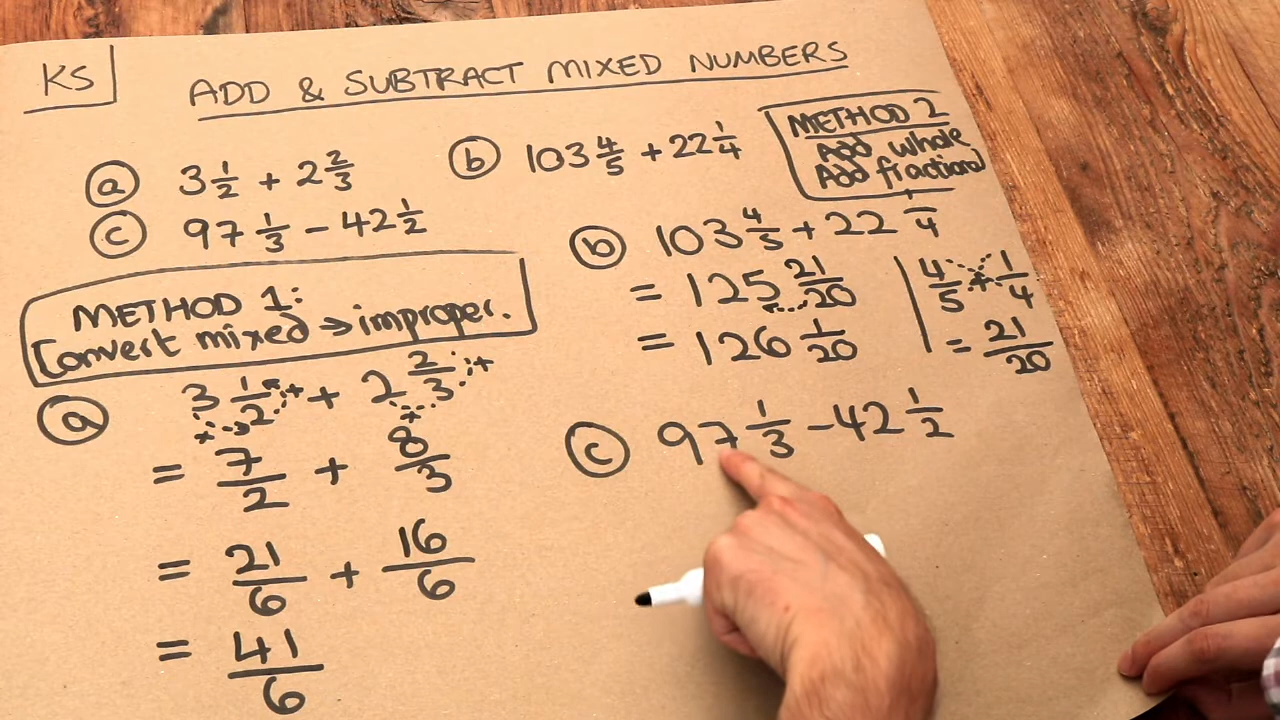 KS
ADD & SUBTRACT MIXED NUMBERS
(a) 3 1/2 + 2 2/3
(b) 103 4/5 + 22 1/4
(c) 97 1/3 - 42 1/2
METHOD 1:
Convert mixed → improper.
(a) 3 1/2 + 2 2/3
= 7/2 + 8/3
= 21/6 + 16/6
= 41/6
METHOD 2
Add whole,
Add fractional
(b) 103 4/5 + 22 1/4
= 125 21/20
= 126 1/20
4/5 + 1/4
= 21/20
(c) 97 1/3 - 42 1/2